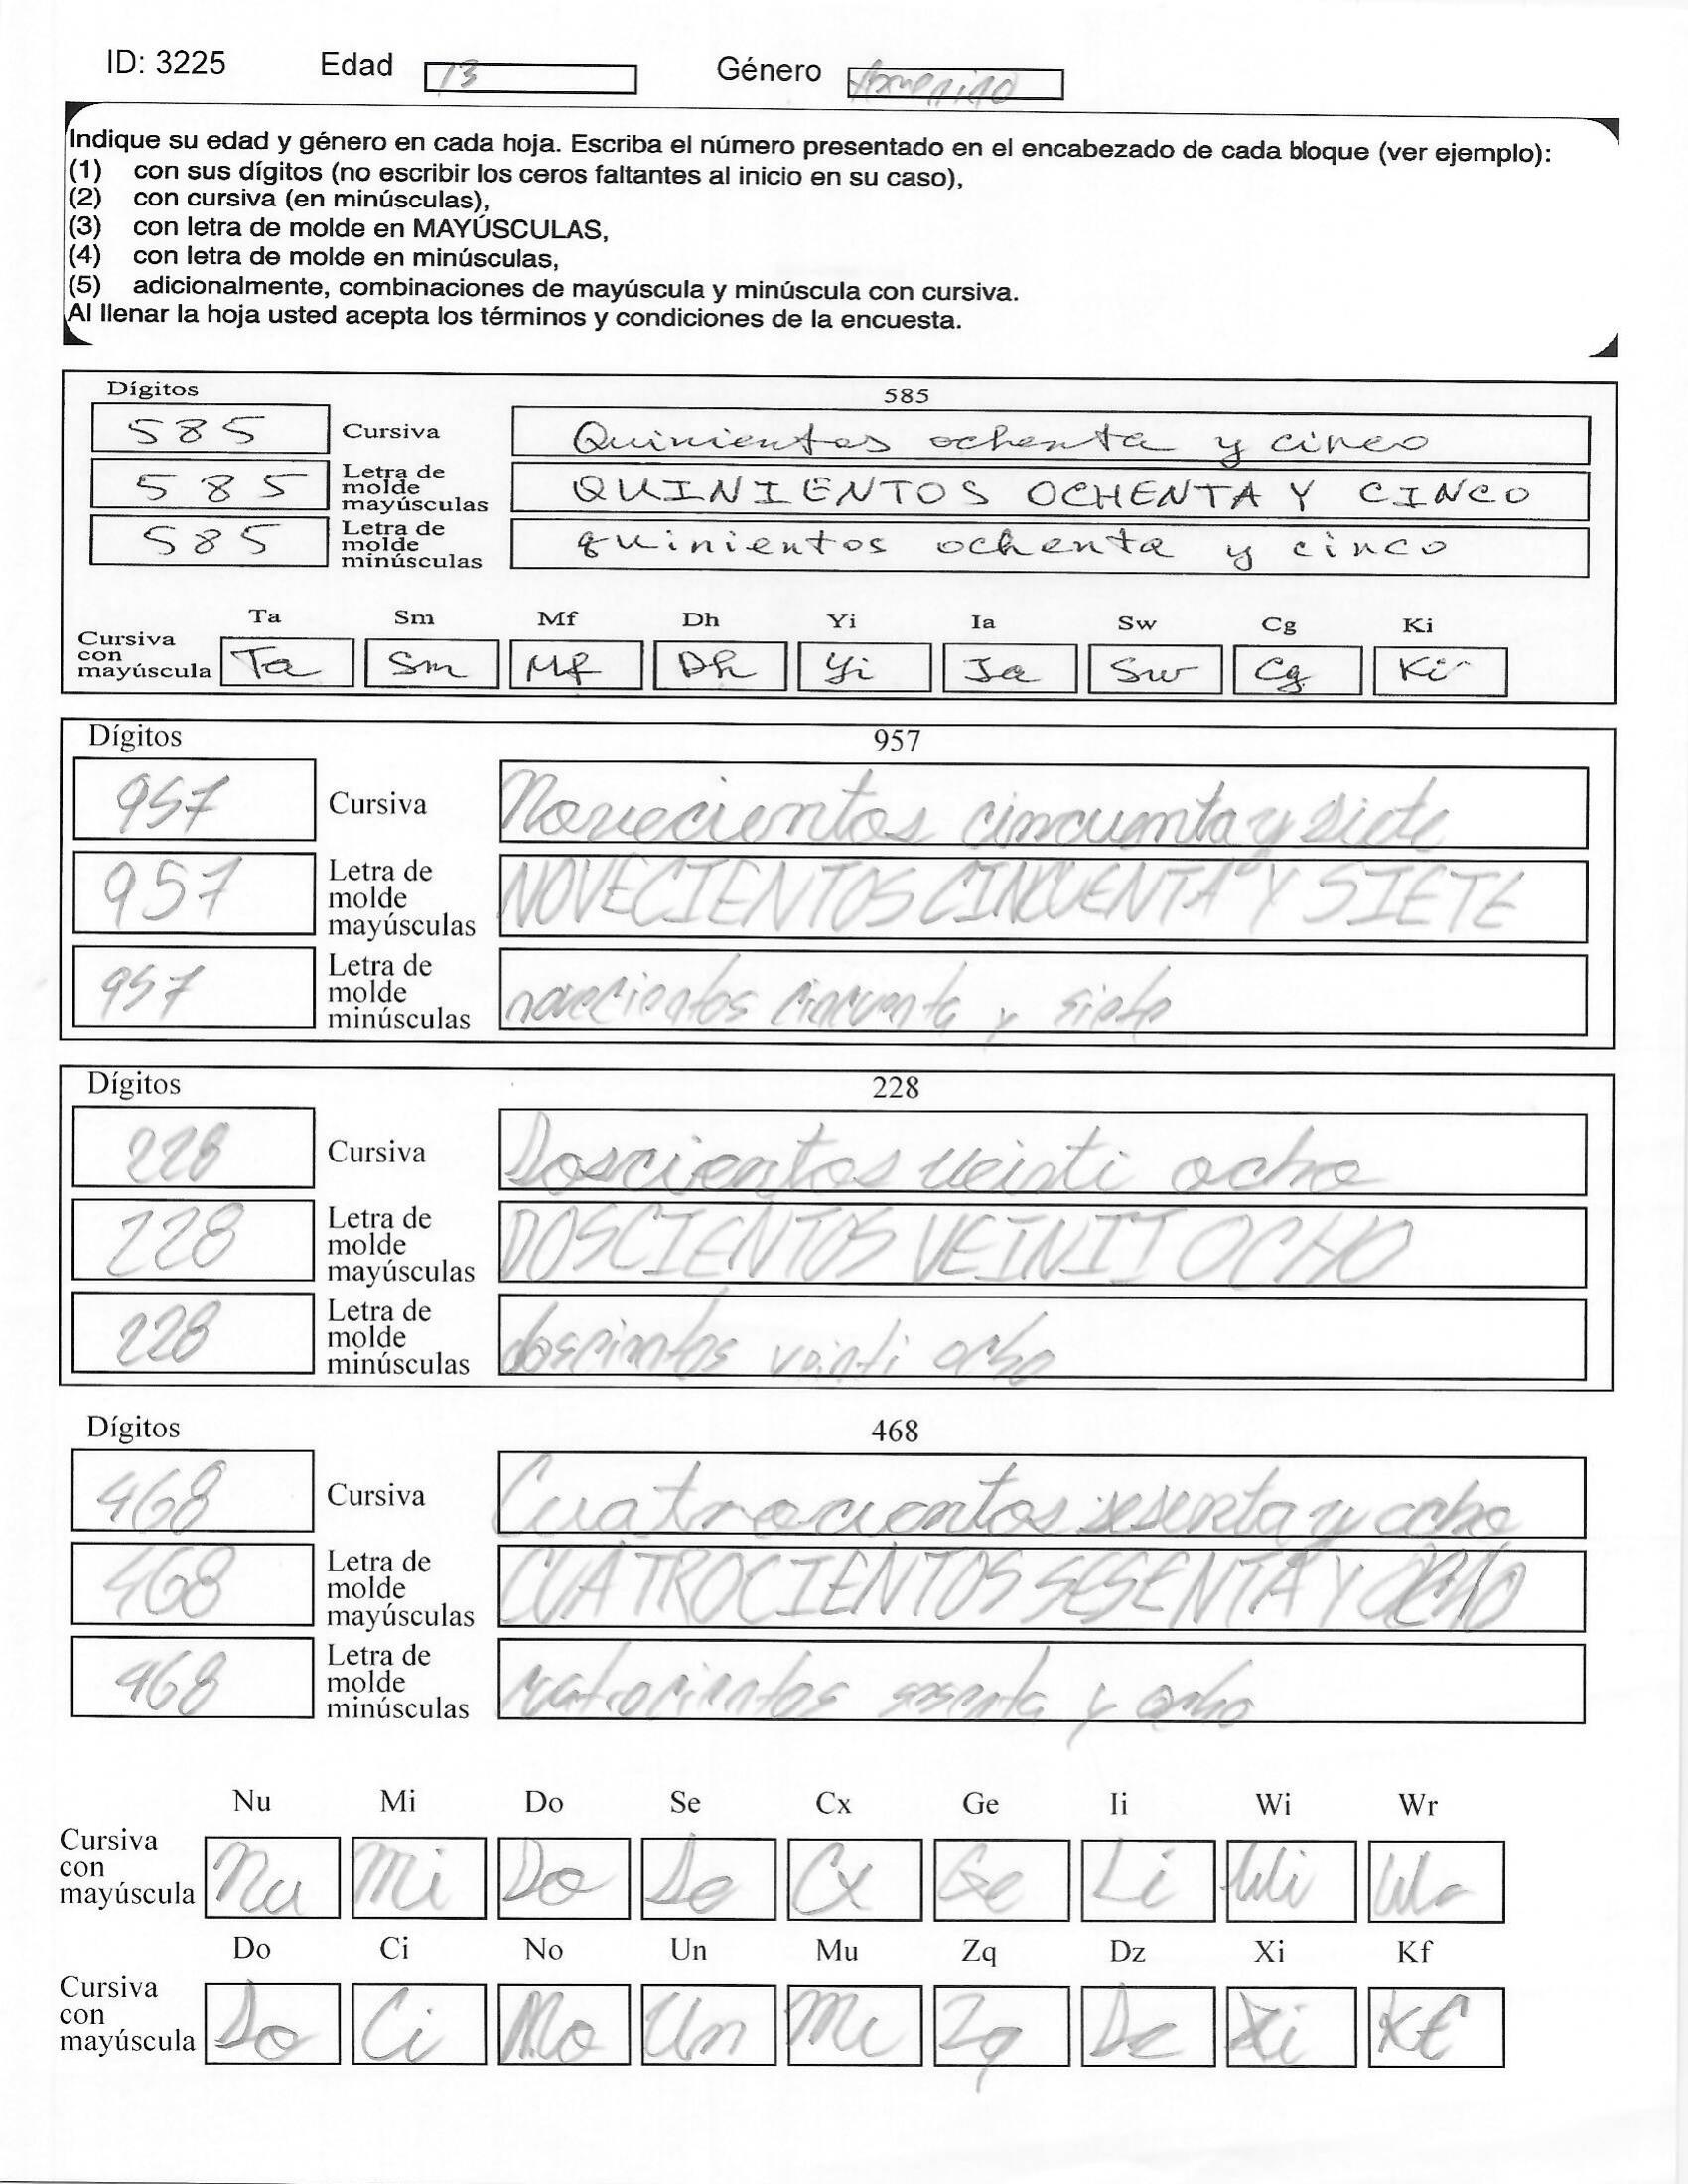 ID: 3225 Edad 13 Género femenino
Indique su edad y género en cada hoja. Escriba el número presentado en el encabezado de cada bloque (ver ejemplo):
(1) con sus dígitos (no escribir los ceros faltantes al inicio en su caso),
(2) con cursiva (en minúsculas),
(3) con letra de molde en MAYÚSCULAS,
(4) con letra de molde en minúsculas,
(5) adicionalmente, combinaciones de mayúscula y minúscula con cursiva.
Al llenar la hoja usted acepta los términos y condiciones de la encuesta.
Dígitos 585
585 Cursiva Quinientos ochenta y cinco
585 Letra de molde mayúsculas QUINIENTOS OCHENTA Y CINCO
585 Letra de molde minúsculas quinientos ochenta y cinco
Ta Sm Mf Dh Yi Ia Sw Cg Ki
Cursiva con mayúscula Ta Sm Mf Dh Yi Ia Sw Cg Ki
Dígitos 957
957 Cursiva Novecientos cincuenta y siete
957 Letra de molde mayúsculas NOVECIENTOS CINCUENTA Y SIETE
957 Letra de molde minúsculas novecientos cincuenta y siete
Dígitos 228
228 Cursiva Doscientos veinti ocho
228 Letra de molde mayúsculas DOSCIENTOS VEINTI OCHO
228 Letra de molde minúsculas doscientos veinti ocho
Dígitos 468
468 Cursiva Cuatrocientos sesenta y ocho
468 Letra de molde mayúsculas CUATROCIENTOS SESENTA Y OCHO
468 Letra de molde minúsculas cuatrocientos sesenta y ocho
Nu Mi Do Se Cx Ge Ii Wi Wr
Cursiva con mayúscula Nu Mi Do Se Cx Ge Li Wi Wr
Do Ci No Un Mu Zq Dz Xi Kf
Cursiva con mayúscula Do Ci No Un Mu Zq Dz Xi Kf